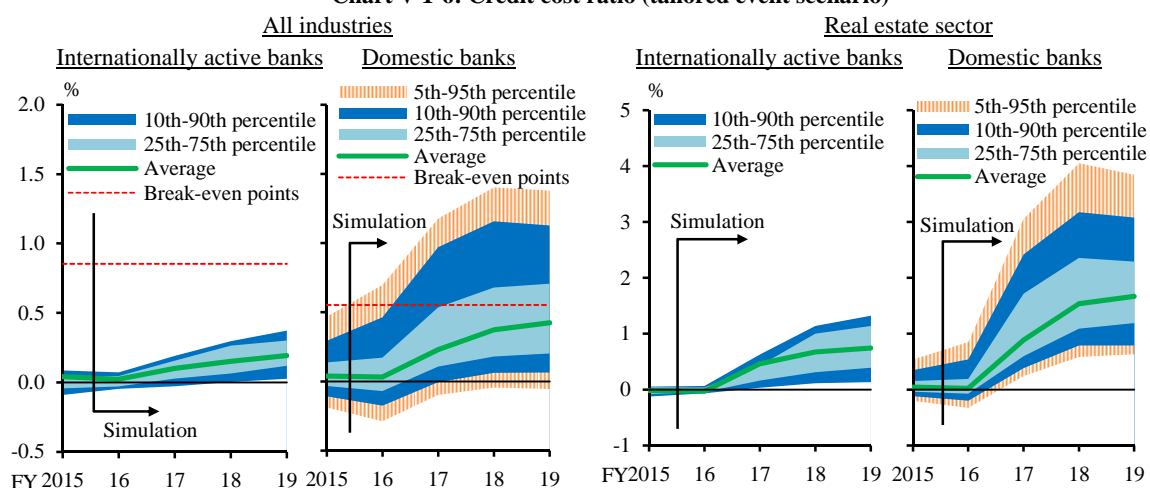 All industries
Real estate sector
Internationally active banks
Domestic banks
Internationally active banks
Domestic banks
%
2.0
1.5
1.0
0.5
0.0
-0.5
10th-90th percentile
25th-75th percentile
Average
Break-even points
Simulation
5th-95th percentile
10th-90th percentile
25th-75th percentile
Average
Break-even points
Simulation
FY 2015 16 17 18 19
2015 16 17 18 19
%
5
4
3
2
1
0
-1
10th-90th percentile
25th-75th percentile
Average
Simulation
5th-95th percentile
10th-90th percentile
25th-75th percentile
Average
Simulation
FY 2015 16 17 18 19
2015 16 17 18 19